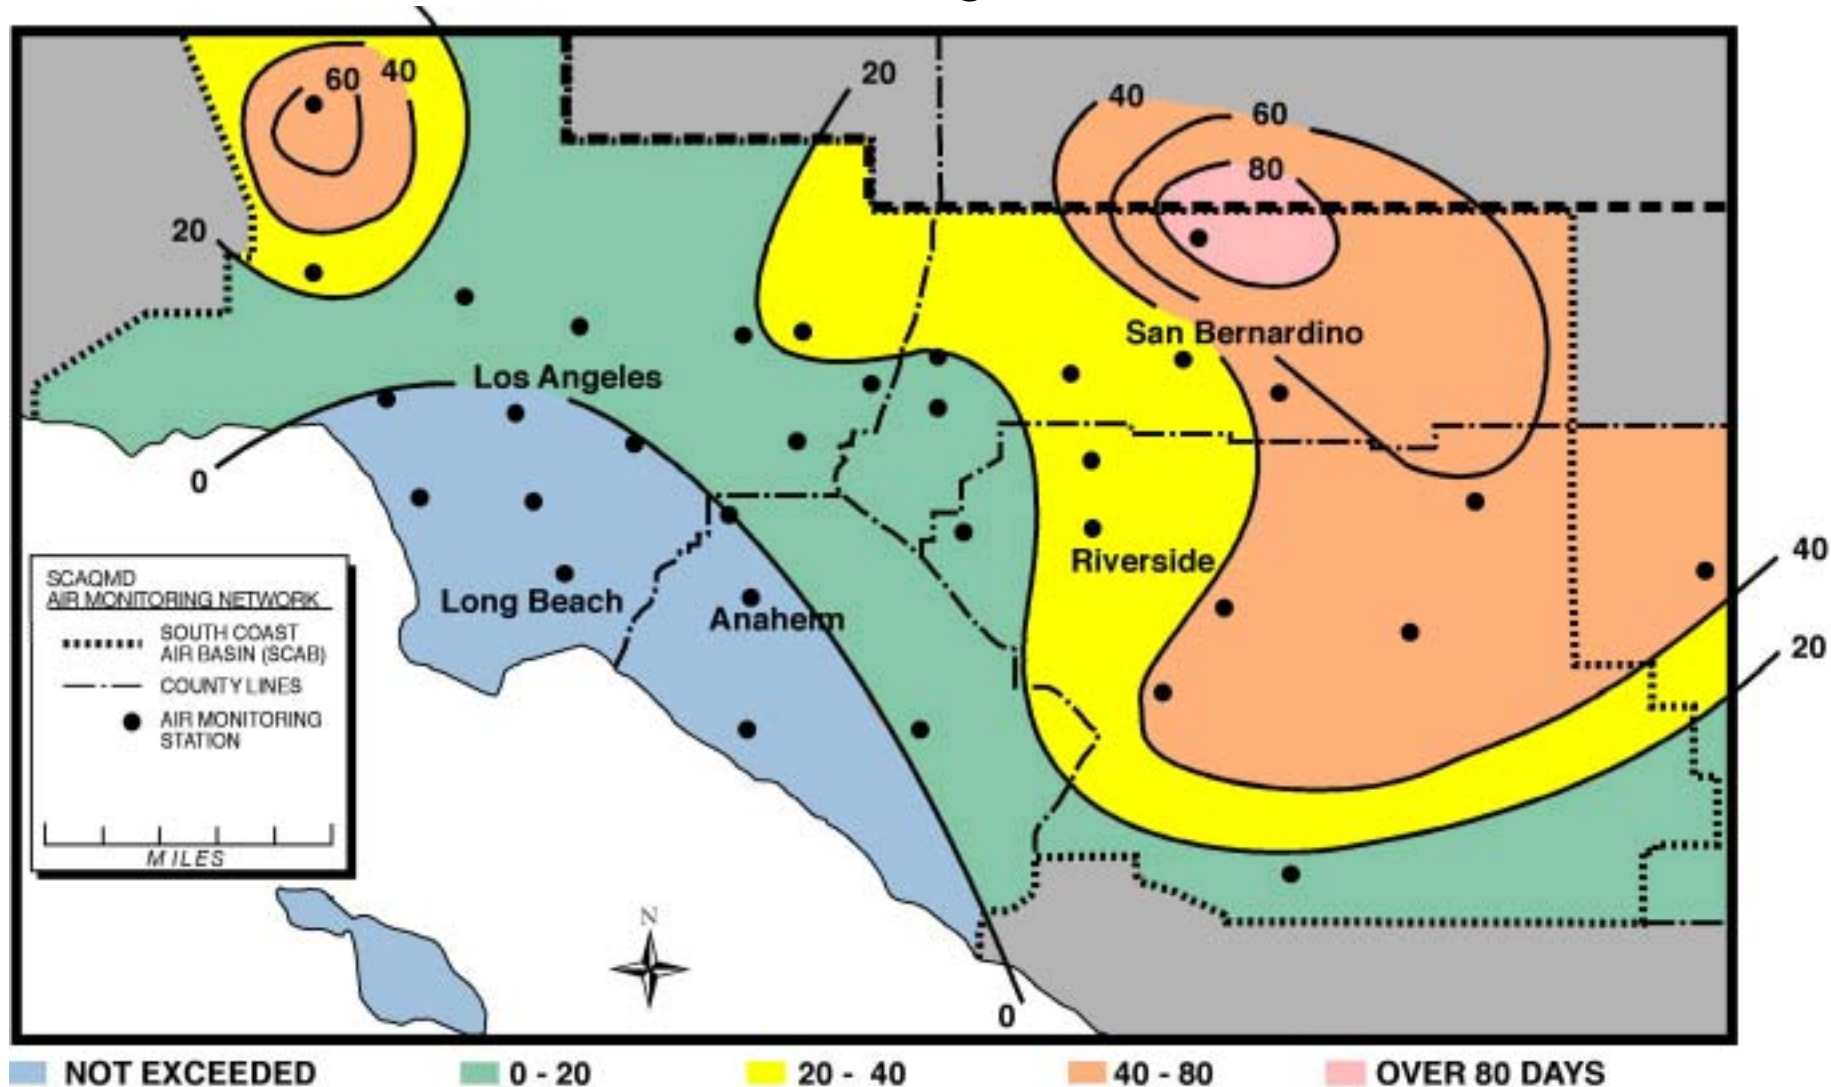 60 40
20
40
60
80
20
San Bernardino
Los Angeles
0
40
Riverside
20
Long Beach
Anaheim
SCAQMD
AIR MONITORING NETWORK
SOUTH COAST
AIR BASIN (SCAB)
COUNTY LINES
AIR MONITORING
STATION
MILES
N
0
NOT EXCEEDED
0 - 20
20 - 40
40 - 80
OVER 80 DAYS